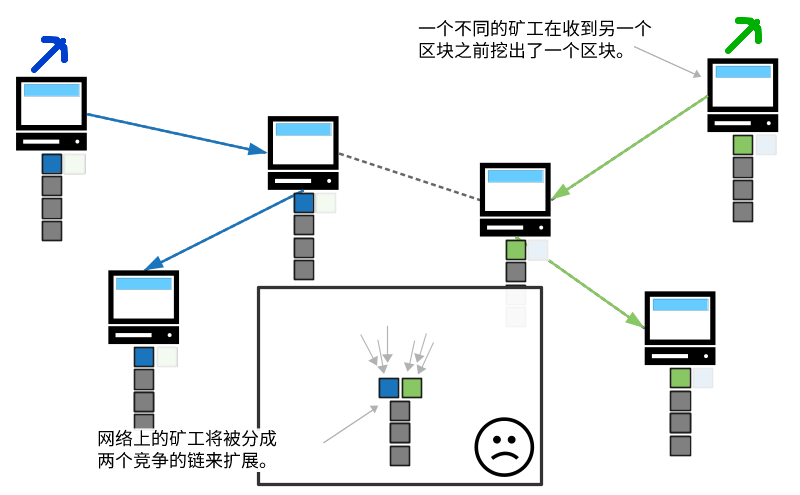 一个不同的矿工在收到另一个
区块之前挖出了一个区块。
网络上的矿工将被分成
两个竞争的链来扩展。